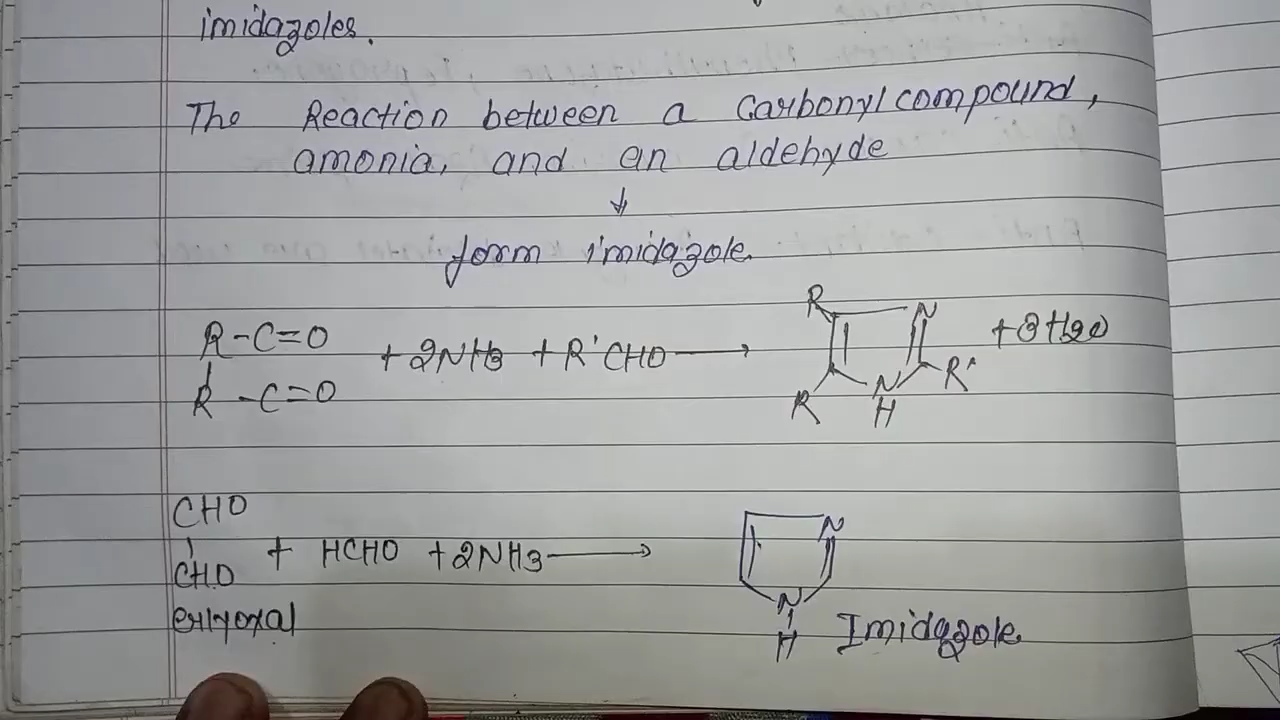 imidazoles.
The Reaction between a Carbonyl compound,
amonia, and an aldehyde
↓
form imidazole.
R-C=O
R-C=O
+ 2NH3 + R'CHO →
R N
R N H R'
+3H2O
CHO
CHO
+ HCHO + 2NH3 →
N
N
H
Imidazole.